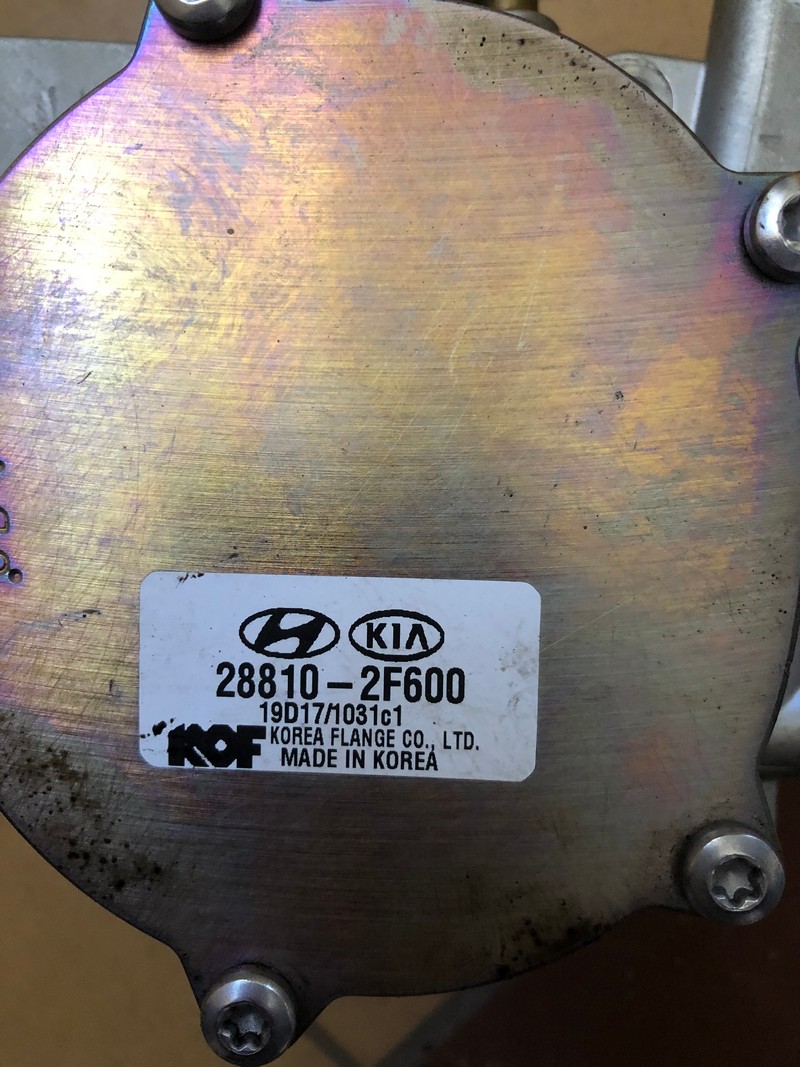 KIA
28810-2F600
19D17/1031c1
KOF KOREA FLANGE CO., LTD.
MADE IN KOREA